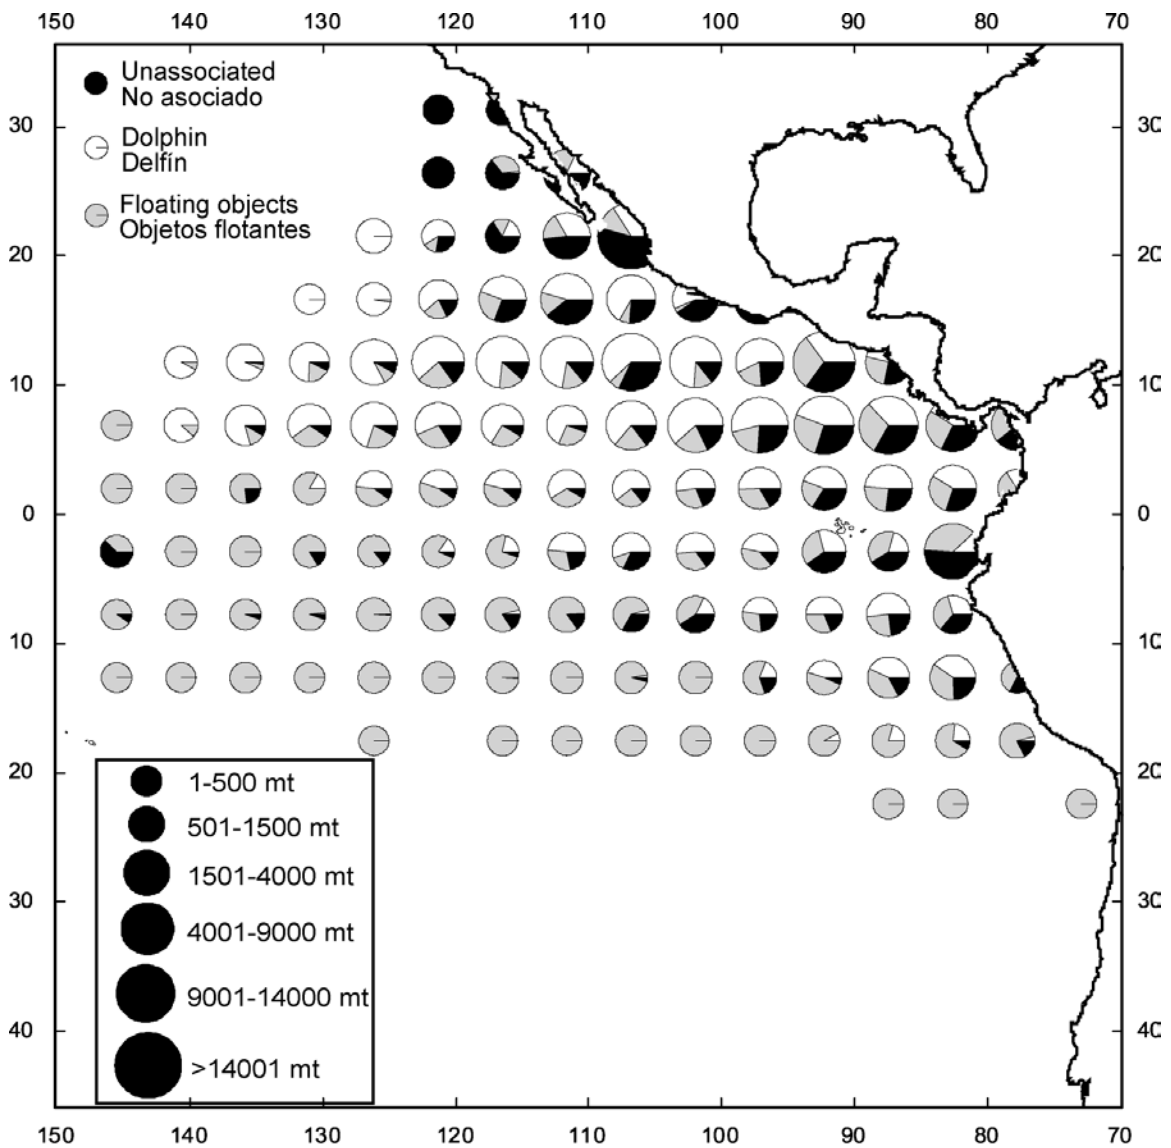 150 140 130 120 110 100 90 80 70
Unassociated
No asociado
Dolphin
Delfín
Floating objects
Objetos flotantes
30 30
20 20
10 10
0 0
10 10
20 20
30 30
40 40
1-500 mt
501-1500 mt
1501-4000 mt
4001-9000 mt
9001-14000 mt
>14001 mt
150 140 130 120 110 100 90 80 70